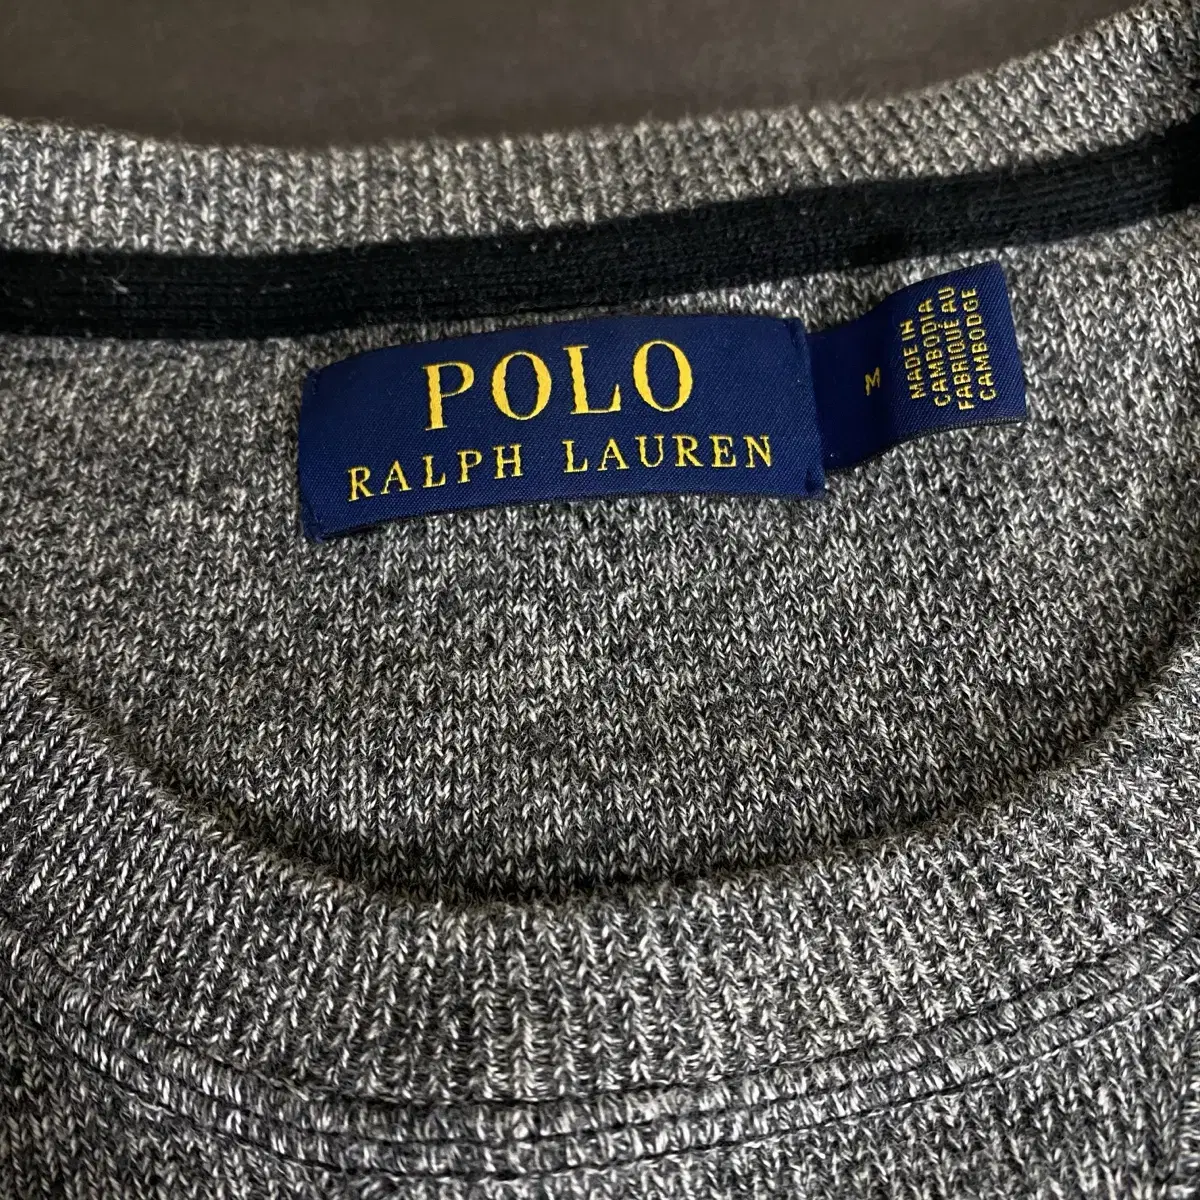 POLO
RALPH LAUREN
M
MADE IN
CAMBODIA
FABRIQUÉ AU
CAMBODGE